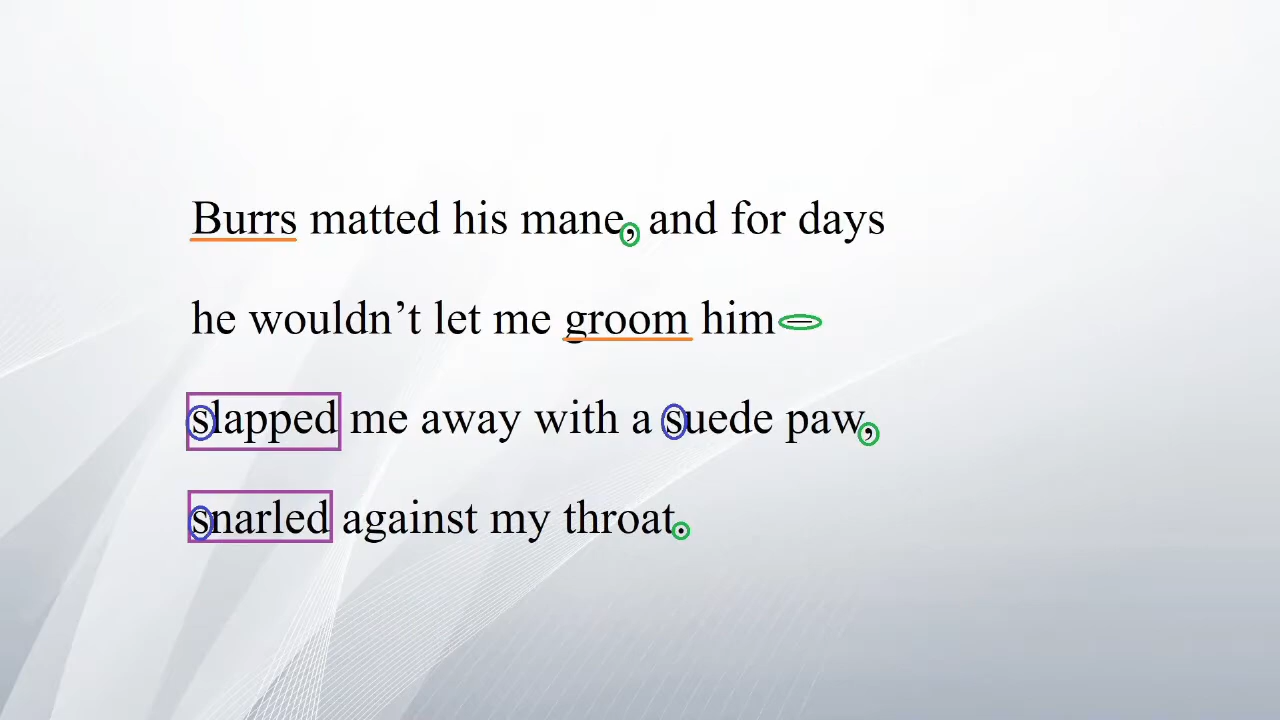 Burrs matted his mane, and for days
he wouldn’t let me groom him—
slapped me away with a suede paw,
snarled against my throat.